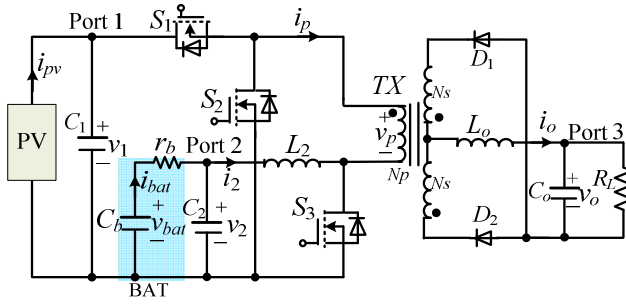 Port 1
S1
ip
ipv
S2
TX
D1
Ns
PV
C1
+
v1
−
rb
Port 2
L2
+
vp
−
Np
Lo
io
Port 3
ibat
i2
Cb
+
vbat
−
C2
+
v2
−
S3
Ns
D2
Co
+
vo
−
RL
BAT